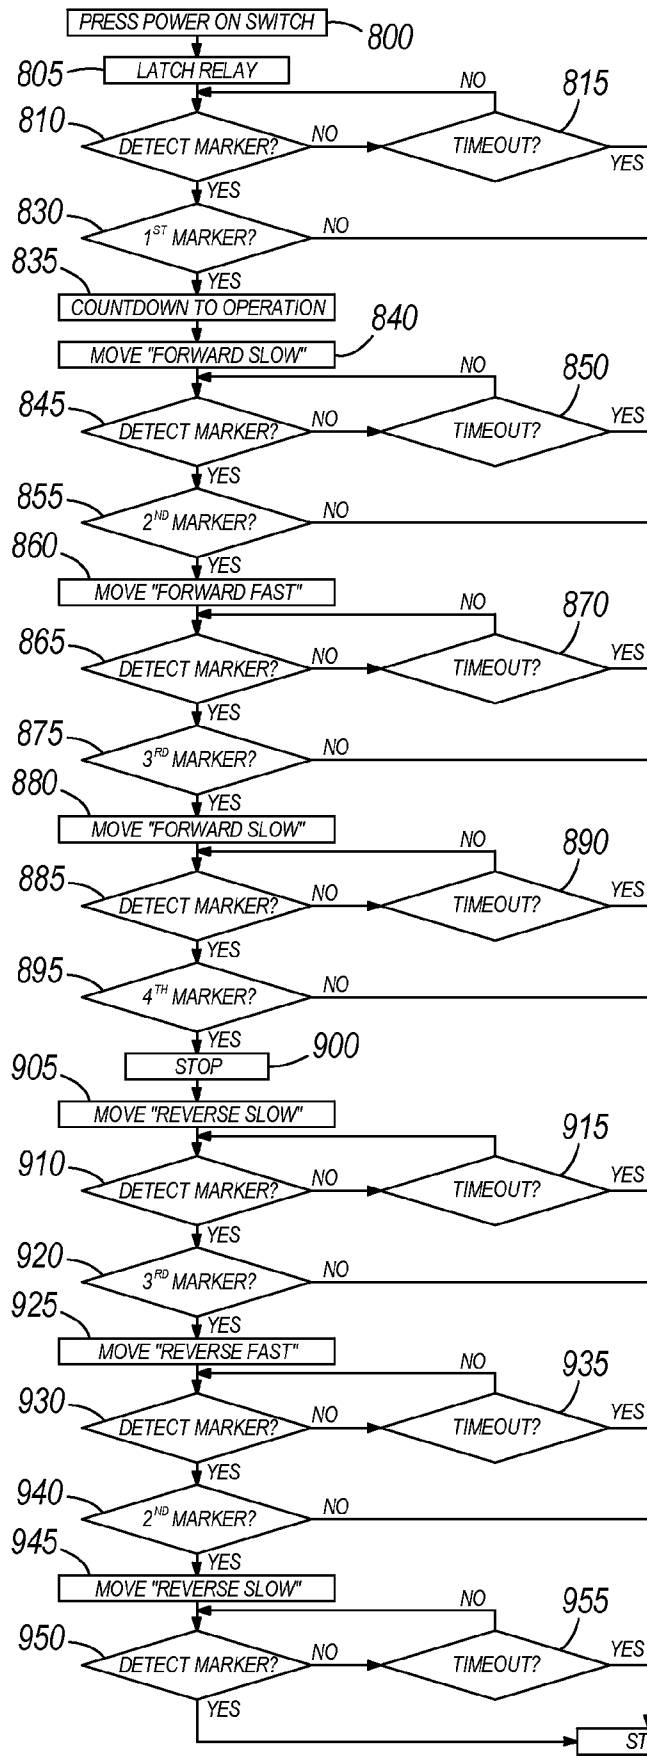 PRESS POWER ON SWITCH 800
805 LATCH RELAY
NO 815
810 DETECT MARKER? NO TIMEOUT? YES
YES
830 1ST MARKER? NO
YES
835 COUNTDOWN TO OPERATION
840
MOVE "FORWARD SLOW"
NO 850
845 DETECT MARKER? NO TIMEOUT? YES
YES
855 2ND MARKER? NO
YES
860 MOVE "FORWARD FAST"
NO 870
865 DETECT MARKER? NO TIMEOUT? YES
YES
875 3RD MARKER? NO
YES
880 MOVE "FORWARD SLOW"
NO 890
885 DETECT MARKER? NO TIMEOUT? YES
YES
895 4TH MARKER? NO
YES
STOP 900
905 MOVE "REVERSE SLOW"
915
910 DETECT MARKER? NO TIMEOUT? YES
YES
920 3RD MARKER? NO
YES
925 MOVE "REVERSE FAST"
NO 935
930 DETECT MARKER? NO TIMEOUT? YES
YES
940 2ND MARKER? NO
YES
945 MOVE "REVERSE SLOW"
NO 955
950 DETECT MARKER? NO TIMEOUT? YES
YES